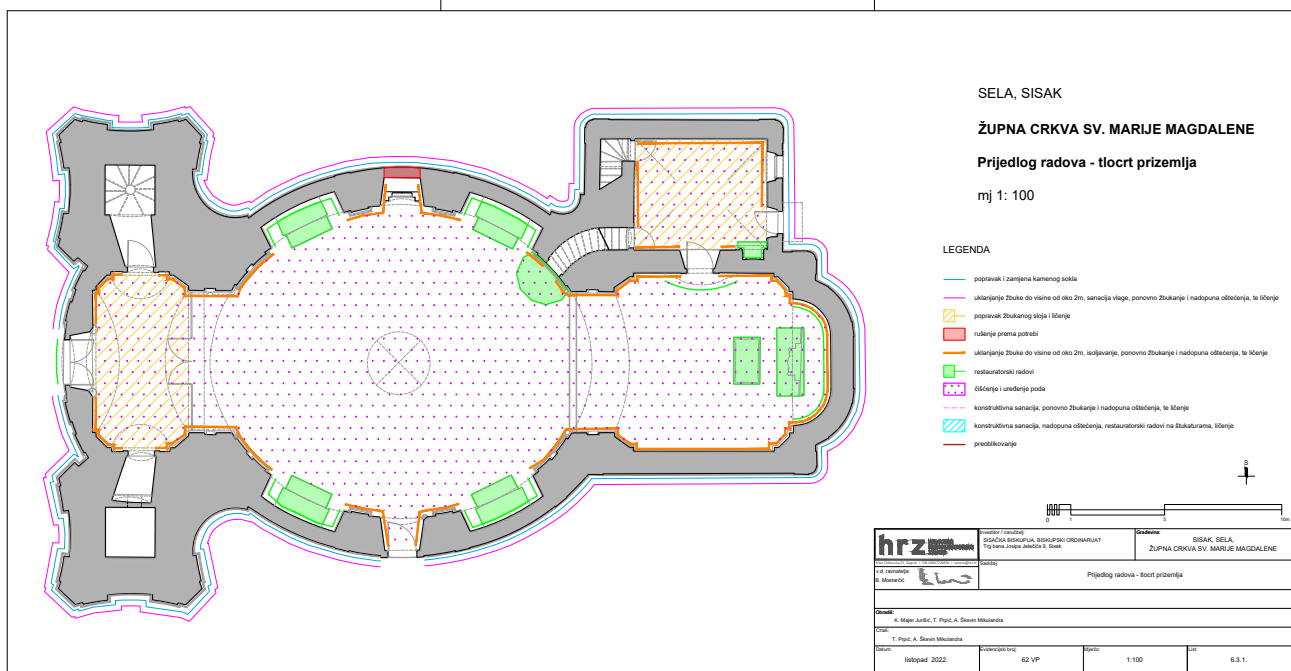 SELA, SISAK
ŽUPNA CRKVA SV. MARIJE MAGDALENE
Prijedlog radova - tlocrt prizemlja
mj 1: 100
LEGENDA
popravak i zamjena kamenog sokla
uklanjanje žbuke do visine od oko 2m, sanacija vlage, ponovno žbukanje i nadopuna oštećenja, te ličenje
popravak žbukanog sloja i ličenje
rušenje prema potrebi
uklanjanje žbuke do visine od oko 2m, isoljavanje, ponovno žbukanje i nadopuna oštećenja, te ličenje
restauratorski radovi
čišćenje i uređenje poda
konstruktivna sanacija, ponovno žbukanje i nadopuna oštećenja, te ličenje
konstruktivna sanacija, nadopuna oštećenja, restauratorski radovi na štukaturama, ličenje
preoblikovanje
S
0 1 5 10m
hrz
Investitor / naručitelj:
SISAČKA BISKUPIJA, BISKUPSKI ORDINARIJAT
Trg bana Josipa Jelačića 9, Sisak
Građevina:
SISAK, SELA,
ŽUPNA CRKVA SV. MARIJE MAGDALENE
v.d. ravnatelja:
B. Mostarčić
Sadržaj:
Prijedlog radova - tlocrt prizemlja
Obradili:
K. Majer Jurišić, T. Prpić, A. Škevin Mikulandra
Crtali:
T. Prpić, A. Škevin Mikulandra
Datum:
listopad 2022.
Evidencijski broj:
62 VP
Mjerilo:
1:100
List:
6.3.1.